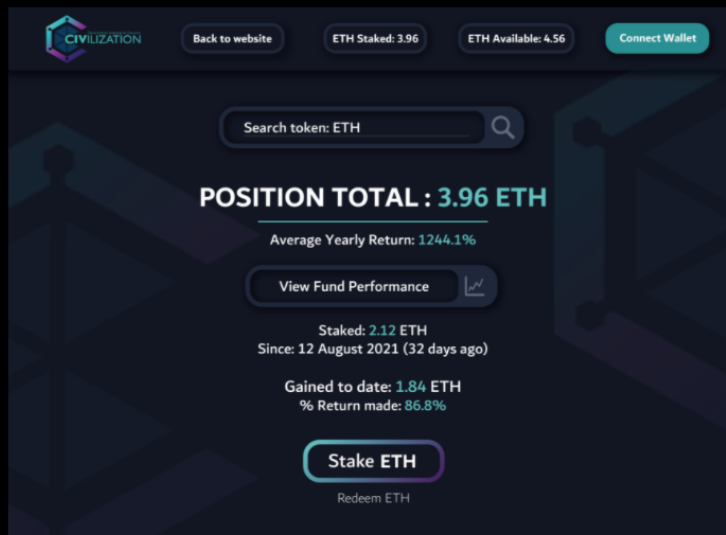 CIVILIZATION
Back to website
ETH Staked: 3.96
ETH Available: 4.56
Connect Wallet
Search token: ETH
POSITION TOTAL : 3.96 ETH
Average Yearly Return: 1244.1%
View Fund Performance
Staked: 2.12 ETH
Since: 12 August 2021 (32 days ago)
Gained to date: 1.84 ETH
% Return made: 86.8%
Stake ETH
Redeem ETH